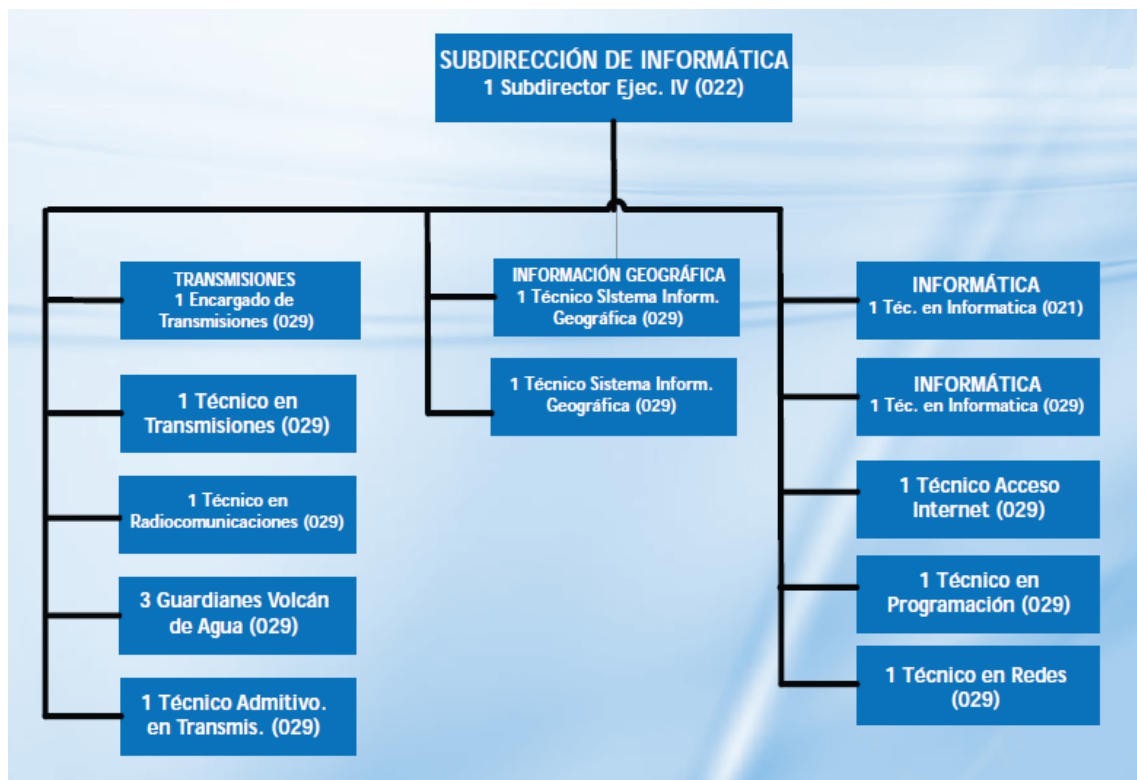 SUBDIRECCIÓN DE INFORMÁTICA
1 Subdirector Ejec. IV (022)
TRANSMISIONES
1 Encargado de
Transmisiones (029)
1 Técnico en
Transmisiones (029)
1 Técnico en
Radiocomunicaciones (029)
3 Guardianes Volcán
de Agua (029)
1 Técnico Admitivo.
en Transmis. (029)
INFORMACIÓN GEOGRÁFICA
1 Técnico SIstema Inform.
Geográfica (029)
1 Técnico Sistema Inform.
Geográfica (029)
INFORMÁTICA
1 Téc. en Informatica (021)
INFORMÁTICA
1 Téc. en Informatica (029)
1 Técnico Acceso
Internet (029)
1 Técnico en
Programación (029)
1 Técnico en Redes
(029)